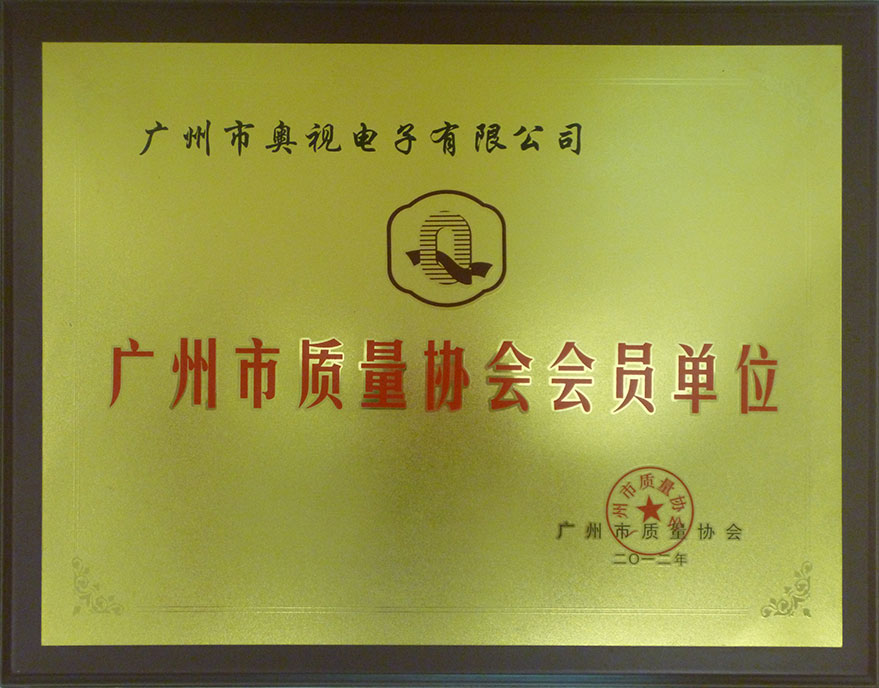 广州市奥视电子有限公司
广州市质量协会会员单位
广州市质量协会
广州市质量协会
二〇一二年